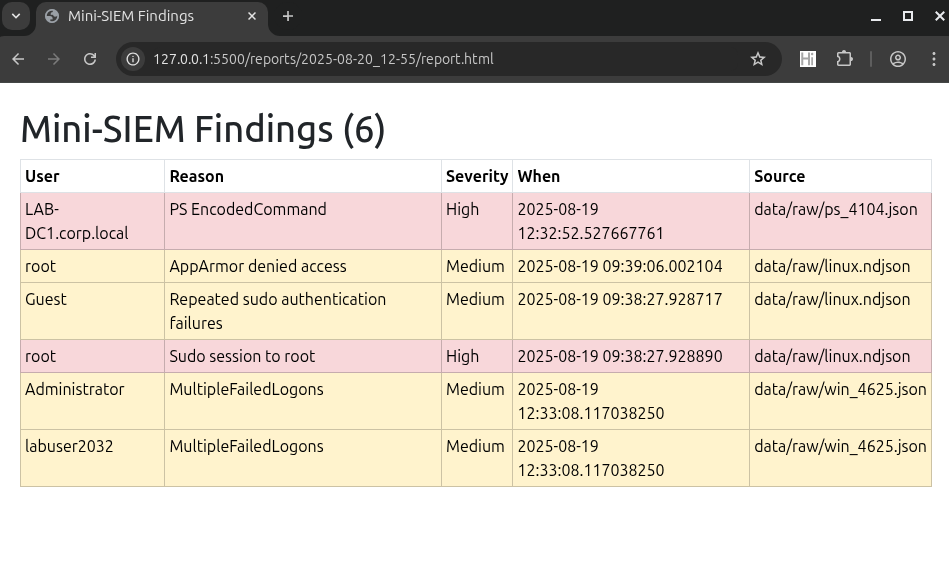 Mini-SIEM Findings
127.0.0.1:5500/reports/2025-08-20_12-55/report.html
Hi
Mini-SIEM Findings (6)
User Reason Severity When Source
LAB-DC1.corp.local PS EncodedCommand High 2025-08-19 12:32:52.527667761 data/raw/ps_4104.json
root AppArmor denied access Medium 2025-08-19 09:39:06.002104 data/raw/linux.ndjson
Guest Repeated sudo authentication failures Medium 2025-08-19 09:38:27.928717 data/raw/linux.ndjson
root Sudo session to root High 2025-08-19 09:38:27.928890 data/raw/linux.ndjson
Administrator MultipleFailedLogons Medium 2025-08-19 12:33:08.117038250 data/raw/win_4625.json
labuser2032 MultipleFailedLogons Medium 2025-08-19 12:33:08.117038250 data/raw/win_4625.json